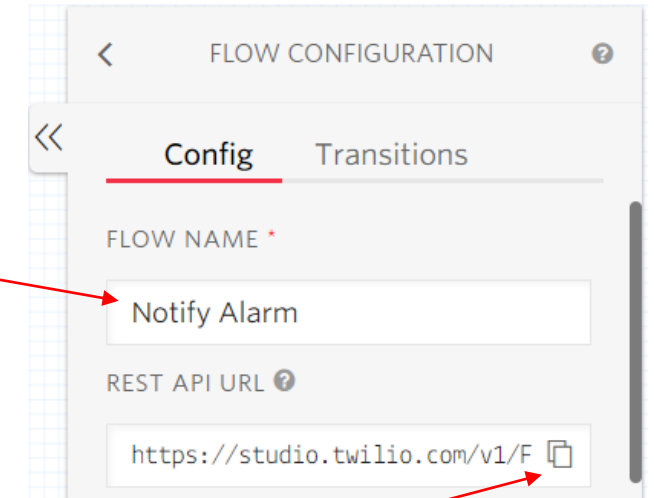 FLOW CONFIGURATION
Config Transitions
FLOW NAME *
Notify Alarm
REST API URL
https://studio.twilio.com/v1/F